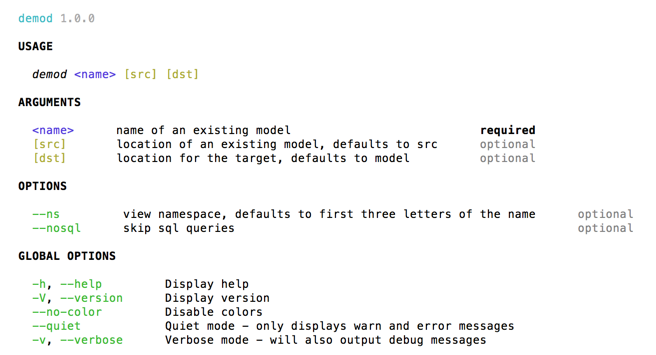 demod 1.0.0
USAGE
demod <name> [src] [dst]
ARGUMENTS
<name> name of an existing model required
[src] location of an existing model, defaults to src optional
[dst] location for the target, defaults to model optional
OPTIONS
--ns view namespace, defaults to first three letters of the name optional
--nosql skip sql queries optional
GLOBAL OPTIONS
-h, --help Display help
-V, --version Display version
--no-color Disable colors
--quiet Quiet mode - only displays warn and error messages
-v, --verbose Verbose mode - will also output debug messages